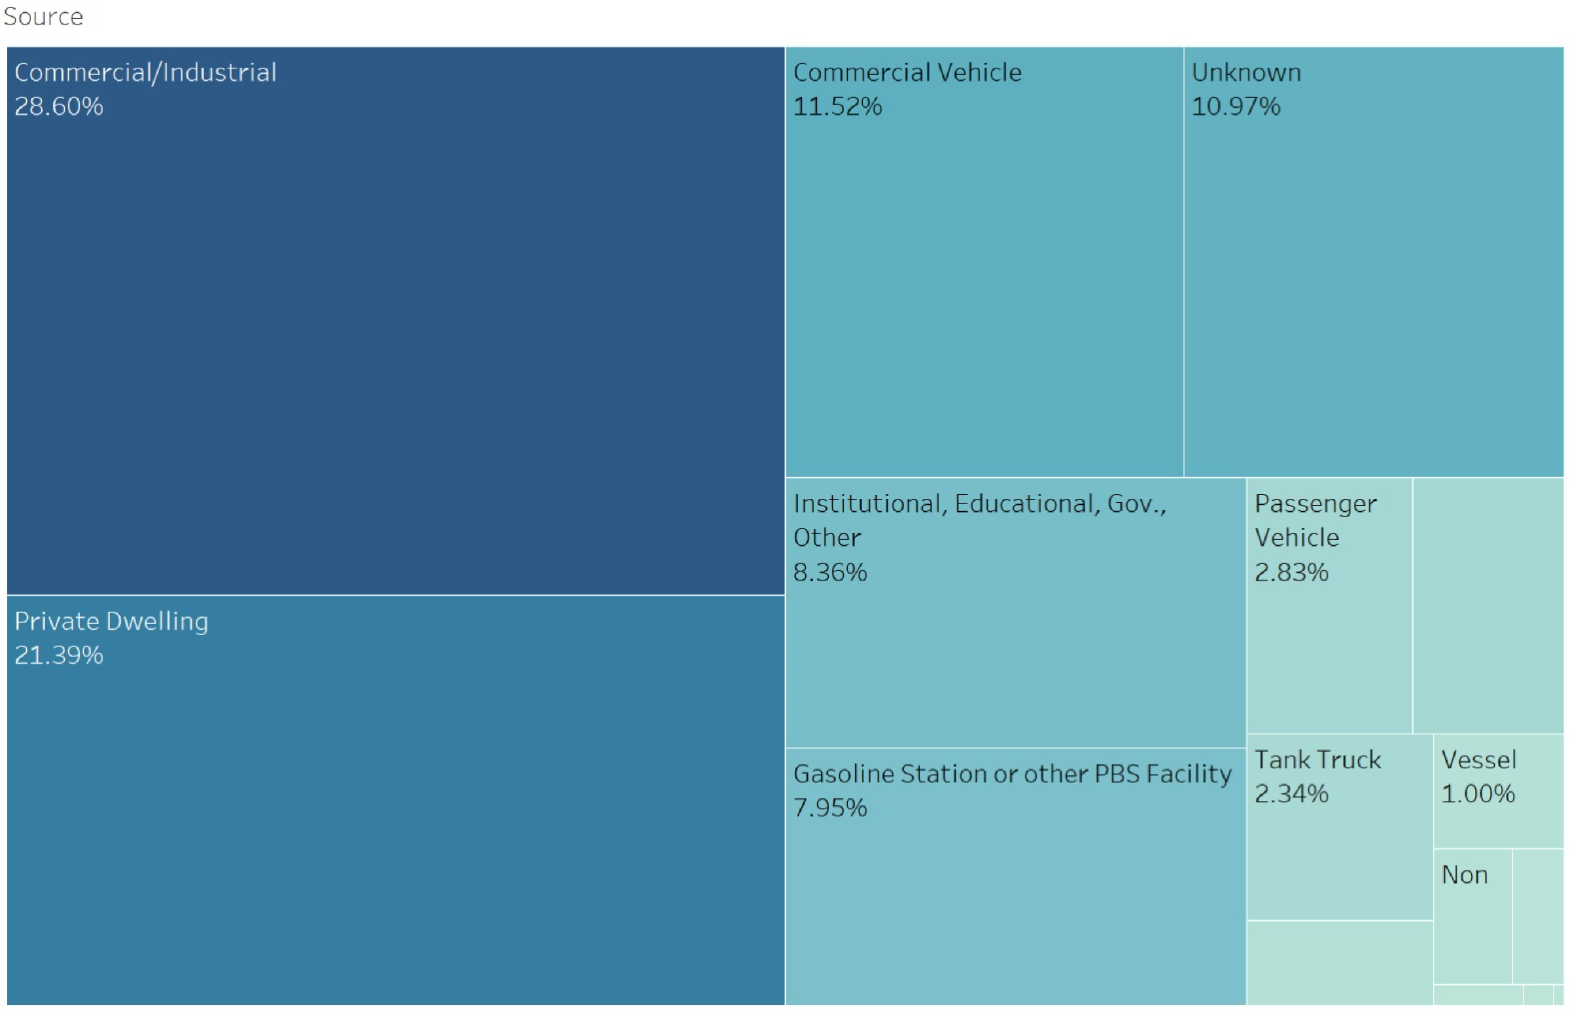 Source
Commercial/Industrial
28.60%
Private Dwelling
21.39%
Commercial Vehicle
11.52%
Unknown
10.97%
Institutional, Educational, Gov.,
Other
8.36%
Gasoline Station or other PBS Facility
7.95%
Passenger
Vehicle
2.83%
Tank Truck
2.34%
Vessel
1.00%
Non